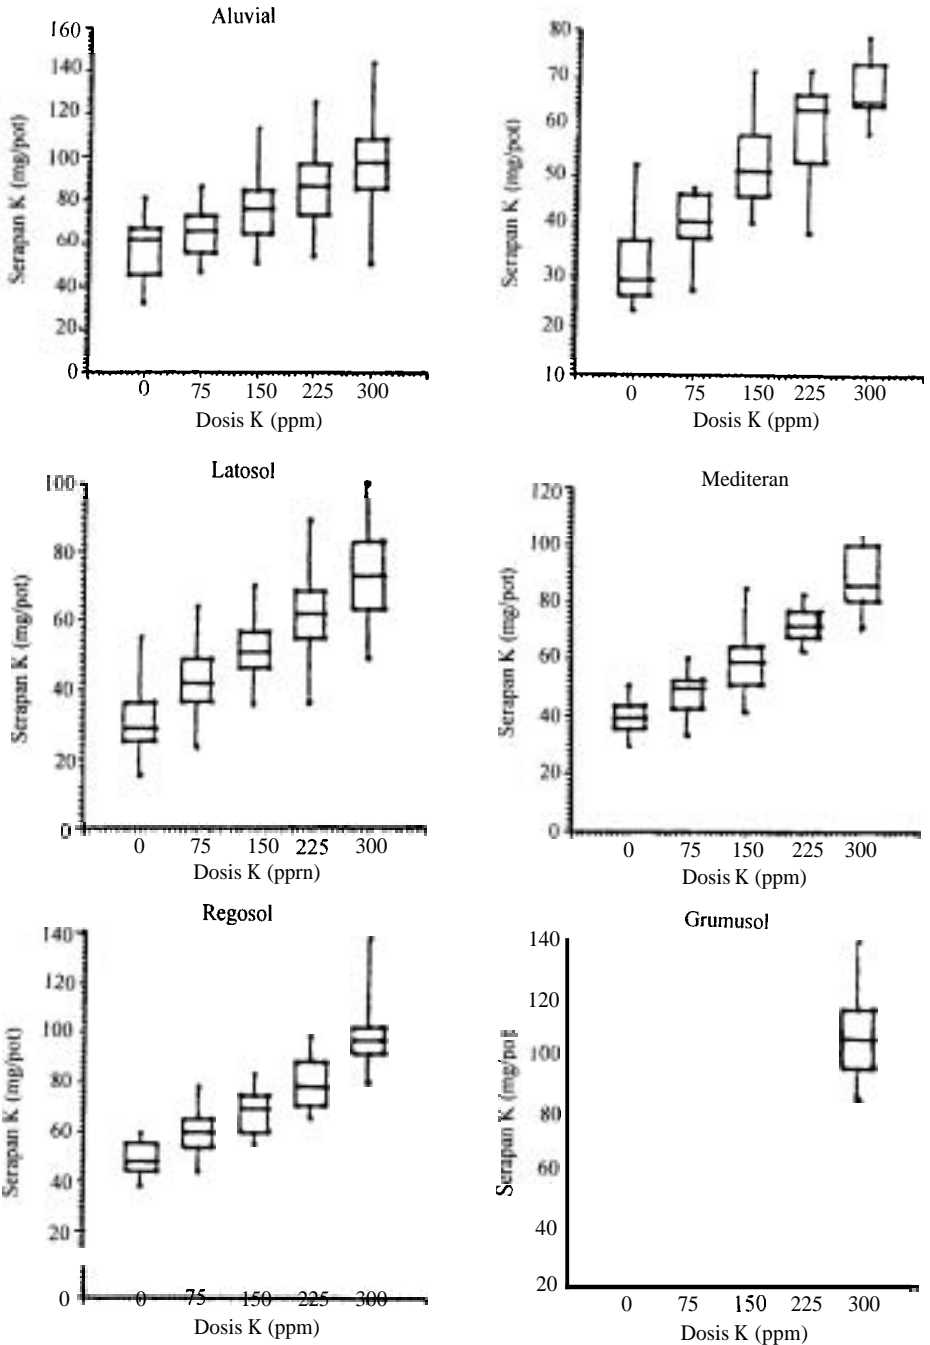 Aluvial
160
140
120
100
80
60
40
20
0
Serapan K (mg/pot)
0 75 150 225 300
Dosis K (ppm)
80
70
60
50
40
30
20
10
Serapan K (mg/pot)
0 75 150 225 300
Dosis K (ppm)
Latosol
100
80
60
40
20
0
Serapan K (mg/pot)
0 75 150 225 300
Dosis K (pprn)
Mediteran
120
100
80
60
40
20
0
Serapan K (mg/pot)
0 75 150 225 300
Dosis K (ppm)
Regosol
140
120
100
80
60
40
20
0
Serapan K (mg/pot)
0 75 150 225 300
Dosis K (ppm)
Grumusol
140
120
100
80
60
40
20
Serapan K (mg/pot
0 75 150 225 300
Dosis K (ppm)